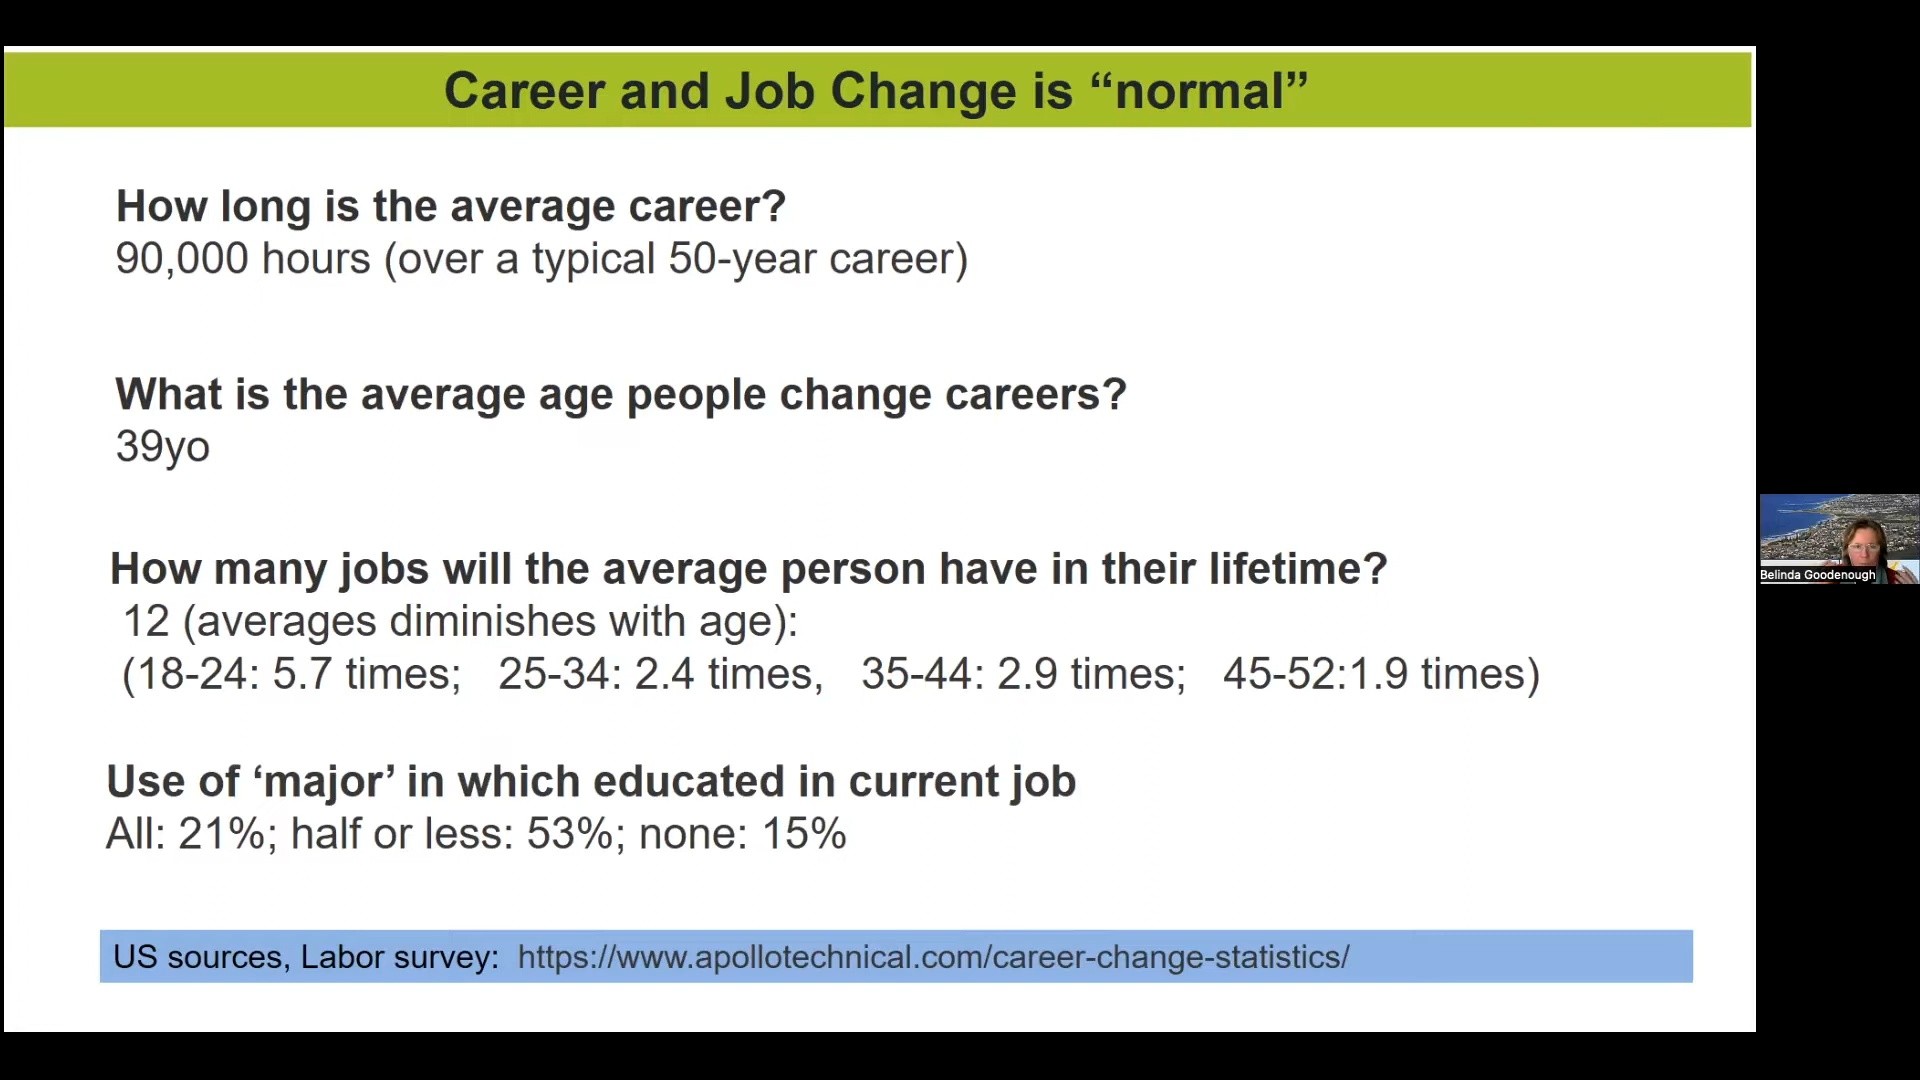 Career and Job Change is “normal”
How long is the average career?
90,000 hours (over a typical 50-year career)
What is the average age people change careers?
39yo
How many jobs will the average person have in their lifetime?
12 (averages diminishes with age):
(18-24: 5.7 times; 25-34: 2.4 times, 35-44: 2.9 times; 45-52:1.9 times)
Use of ‘major’ in which educated in current job
All: 21%; half or less: 53%; none: 15%
US sources, Labor survey: https://www.apollotechnical.com/career-change-statistics/
Belinda Goodenough